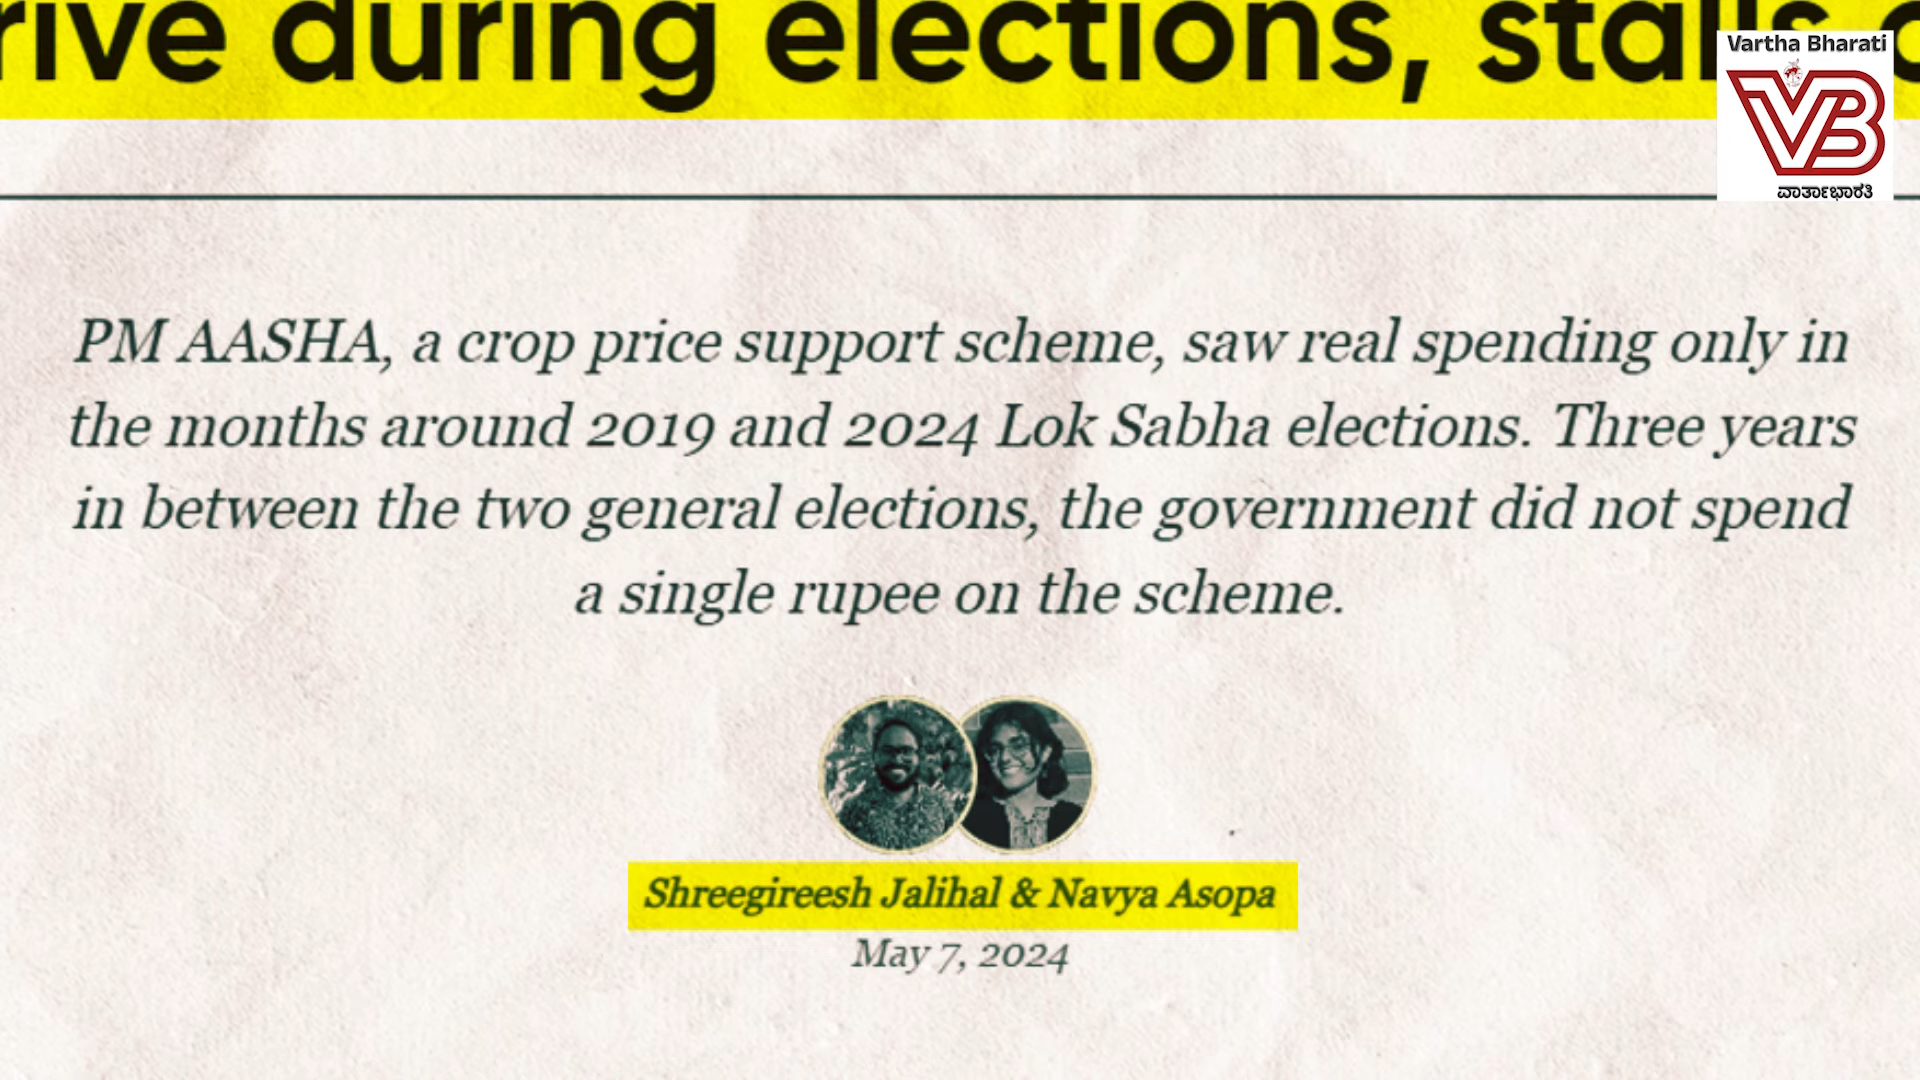 during elections,
Vartha Bharati
VB
ವಾರ್ತಾಭಾರತಿ
PM AASHA, a crop price support scheme, saw real spending only in
the months around 2019 and 2024 Lok Sabha elections. Three years
in between the two general elections, the government did not spend
a single rupee on the scheme.
Shreegireesh Jalihal & Navya Asopa
May 7, 2024